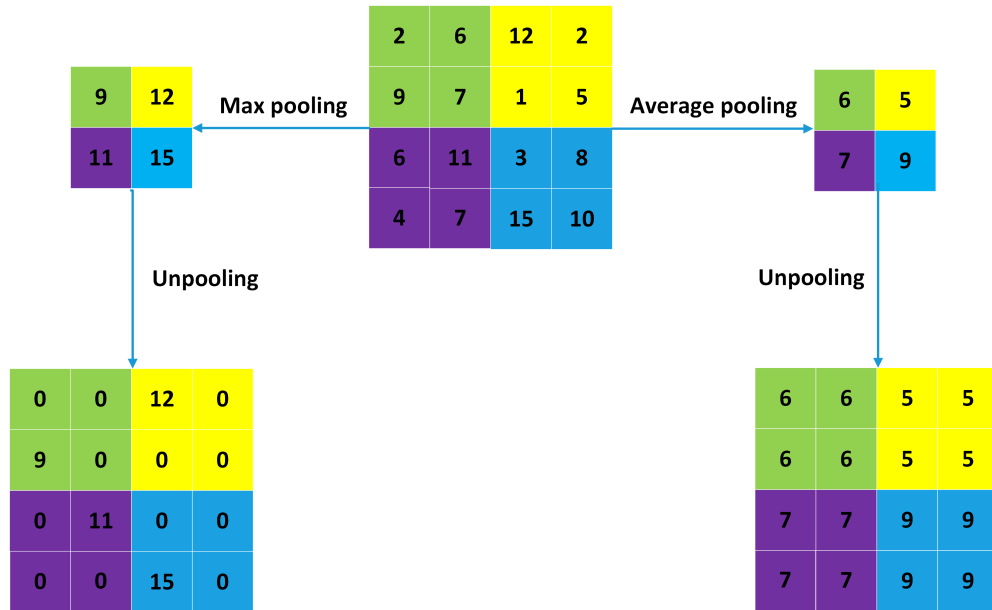 2 6 12 2
9 7 1 5
6 11 3 8
4 7 15 10
Max pooling
Average pooling
9 12
11 15
6 5
7 9
Unpooling
Unpooling
0 0 12 0
9 0 0 0
0 11 0 0
0 0 15 0
6 6 5 5
6 6 5 5
7 7 9 9
7 7 9 9